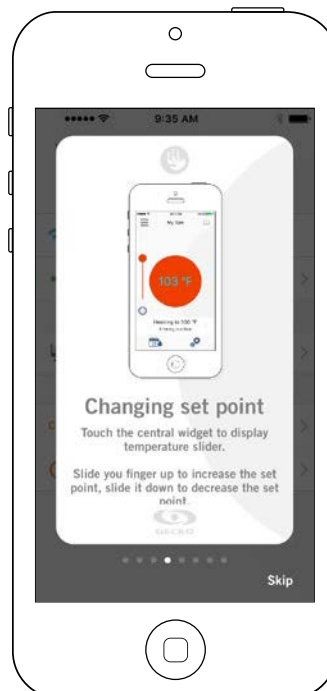 9:35 AM
My Spa
103 °F
Heating to 100 °F
Changing set point
Touch the central widget to display
temperature slider.
Slide you finger up to increase the set
point, slide it down to decrease the set
point.
GECKO
Skip